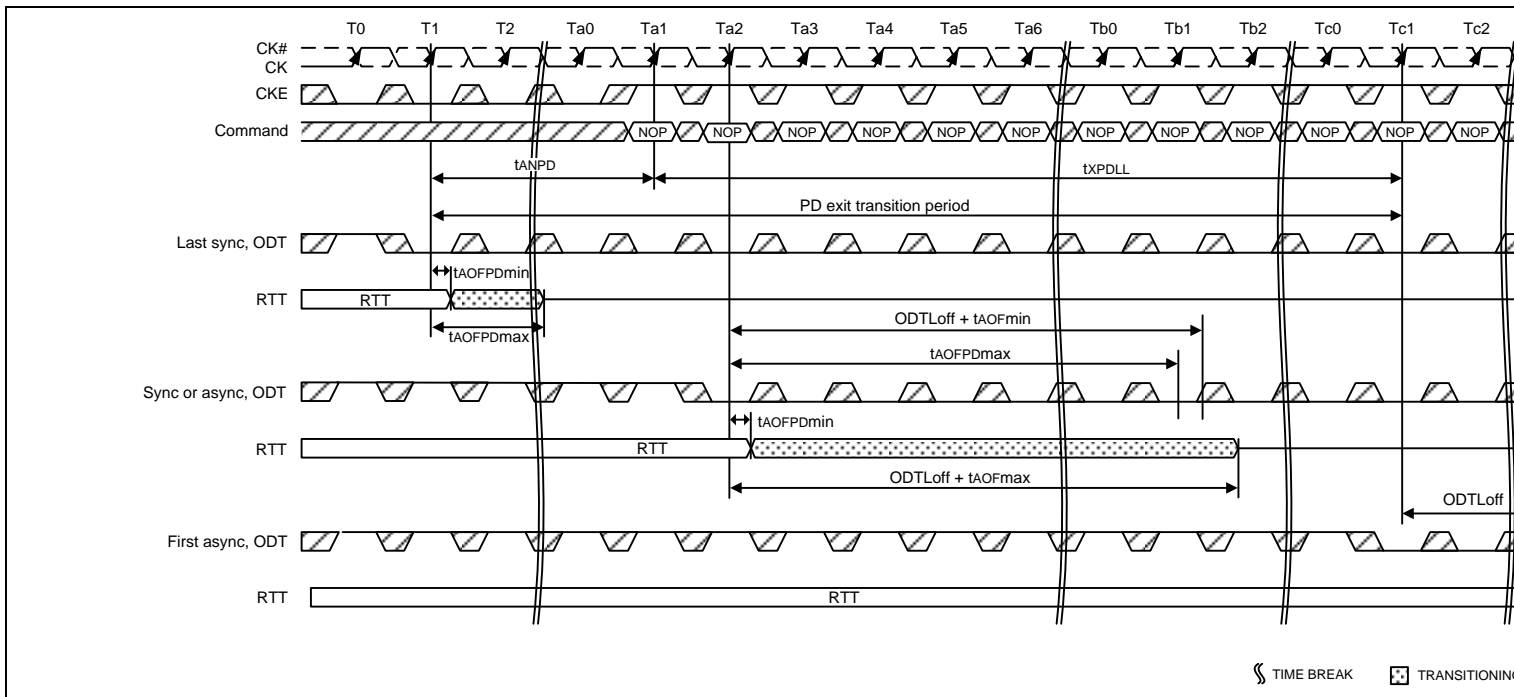 T0 T1 T2 Ta0 Ta1 Ta2 Ta3 Ta4 Ta5 Ta6 Tb0 Tb1 Tb2 Tc0 Tc1 Tc2
CK#
CK
CKE
Command NOP NOP NOP NOP NOP NOP NOP NOP NOP NOP NOP NOP
tANPD tXPDLL
PD exit transition period
Last sync, ODT
tAOFPDmin
RTT RTT
tAOFPDmax
ODTLoff + tAOFmin
tAOFPDmax
Sync or async, ODT
tAOFPDmin
RTT RTT
ODTLoff + tAOFmax
ODTLoff
First async, ODT
RTT RTT
TIME BREAK TRANSITIONING